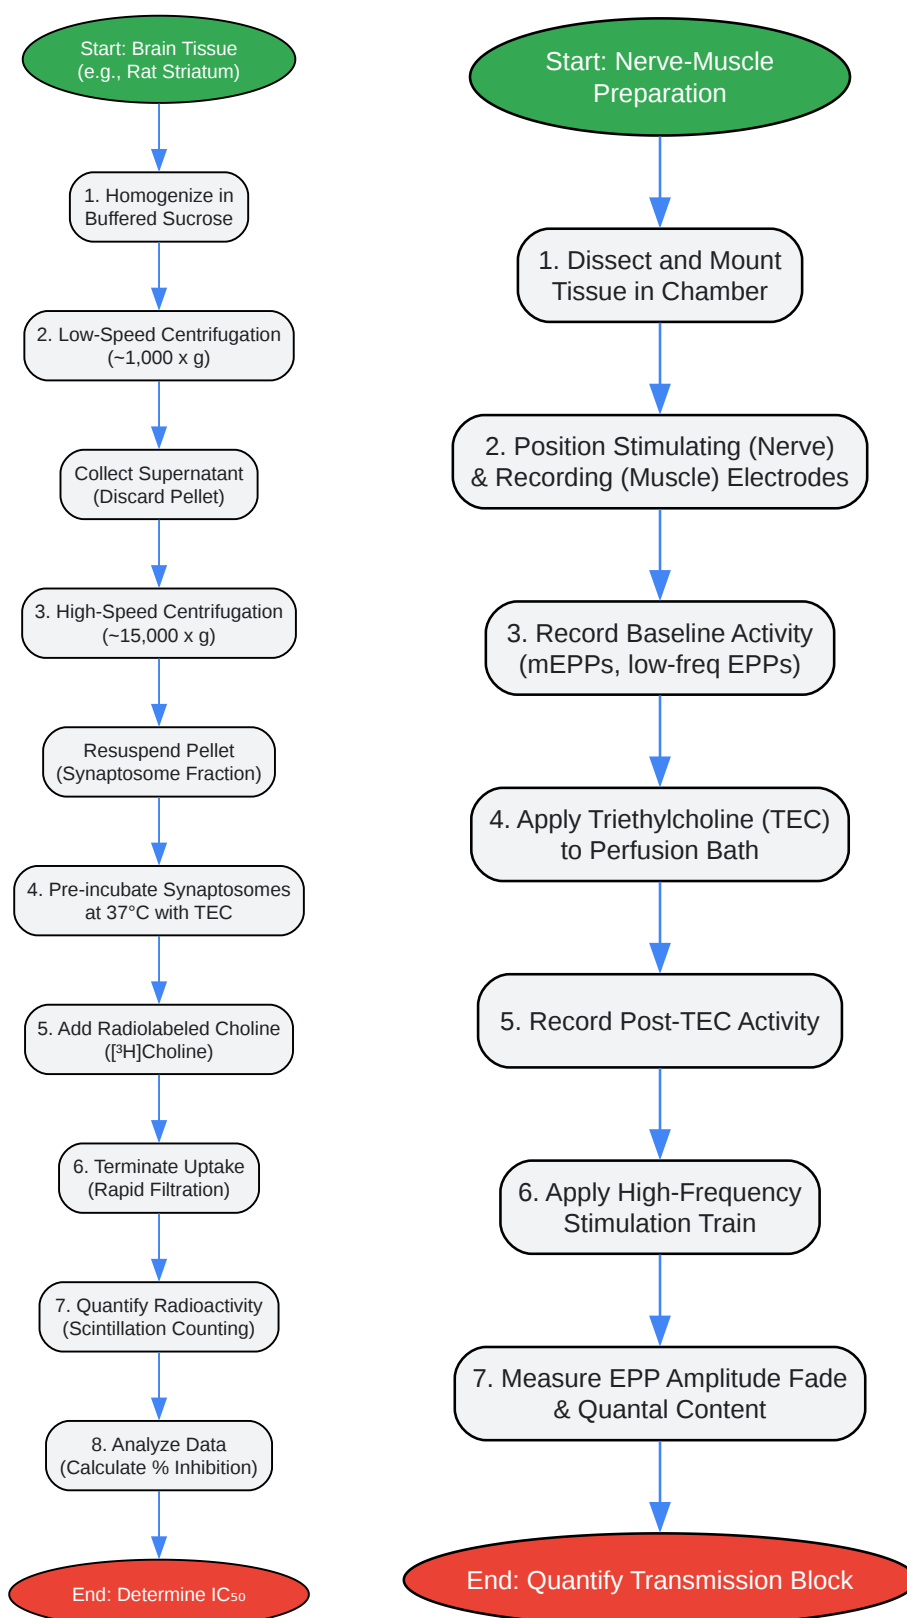 Start: Brain Tissue
(e.g., Rat Striatum)
1. Homogenize in
Buffered Sucrose
2. Low-Speed Centrifugation
(~1,000 x g)
Collect Supernatant
(Discard Pellet)
3. High-Speed Centrifugation
(~15,000 x g)
Resuspend Pellet
(Synaptosome Fraction)
4. Pre-incubate Synaptosomes
at 37°C with TEC
5. Add Radiolabeled Choline
([³H]Choline)
6. Terminate Uptake
(Rapid Filtration)
7. Quantify Radioactivity
(Scintillation Counting)
8. Analyze Data
(Calculate % Inhibition)
End: Determine IC₅₀
Start: Nerve-Muscle
Preparation
1. Dissect and Mount
Tissue in Chamber
2. Position Stimulating (Nerve)
& Recording (Muscle) Electrodes
3. Record Baseline Activity
(mEPPs, low-freq EPPs)
4. Apply Triethylcholine (TEC)
to Perfusion Bath
5. Record Post-TEC Activity
6. Apply High-Frequency
Stimulation Train
7. Measure EPP Amplitude Fade
& Quantal Content
End: Quantify Transmission Block